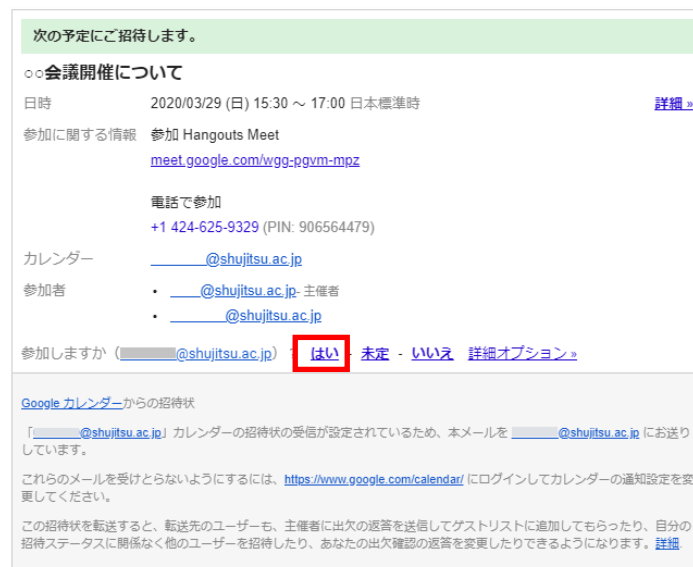 次の予定にご招待します。
○○会議開催について
日時 2020/03/29 (日) 15:30 ～ 17:00 日本標準時 詳細 »
参加に関する情報 参加 Hangouts Meet
meet.google.com/wgg-pgvm-mpz
電話で参加
+1 424-625-9329 (PIN: 906564479)
カレンダー @shujitsu.ac.jp
参加者 • @shujitsu.ac.jp- 主催者
• @shujitsu.ac.jp
参加しますか（ @shujitsu.ac.jp）？ はい - 未定 - いいえ 詳細オプション »
Google カレンダーからの招待状
「 @shujitsu.ac.jp」カレンダーの招待状の受信が設定されているため、本メールを @shujitsu.ac.jp にお送り
しています。
これらのメールを受けとらないようにするには、https://www.google.com/calendar/ にログインしてカレンダーの通知設定を変
更してください。
この招待状を転送すると、転送先のユーザーも、主催者に出欠の返答を送信してゲストリストに追加してもらったり、自分の
招待ステータスに関係なく他のユーザーを招待したり、あなたの出欠確認の返答を変更したりできるようになります。詳細.